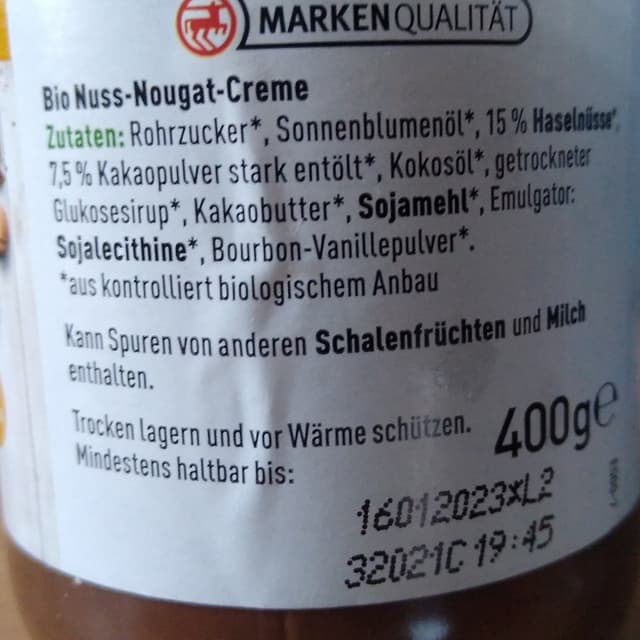 MARKENQUALITÄT
Bio Nuss-Nougat-Creme
Zutaten: Rohrzucker*, Sonnenblumenöl*, 15 % Haselnüsse*,
7,5 % Kakaopulver stark entölt*, Kokosöl*, getrockneter
Glukosesirup*, Kakaobutter*, Sojamehl*, Emulgator:
Sojalecithine*, Bourbon-Vanillepulver*.
*aus kontrolliert biologischem Anbau
Kann Spuren von anderen Schalenfrüchten und Milch
enthalten.
Trocken lagern und vor Wärme schützen.
Mindestens haltbar bis:
400g e
16012023*L2
32021C 19:45